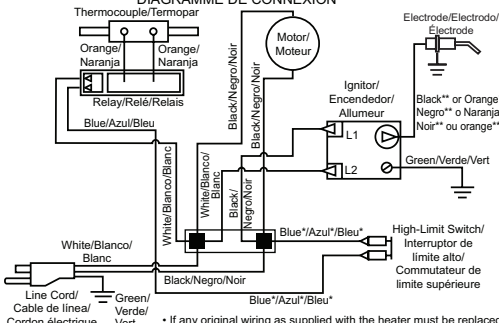 DIAGRAMME DE CONNEXION
Thermocouple/Termopar
Orange/
Naranja
Orange/
Naranja
Relay/Relé/Relais
Blue/Azul/Bleu
Black/Negro/Noir
Black/Negro/Noir
Motor/
Moteur
Electrode/Electrodo/
Électrode
Ignitor/
Encendedor/
Allumeur
L1
L2
Black** or Orange
Negro** o Naranja
Noir** ou orange**
Green/Verde/Vert
White/Blanco/Blanc
White/Blanco/
Blanc
Black/
Negro/Noir
Blue*/Azul*/Bleu*
High-Limit Switch/
Interruptor de
límite alto/
Commutateur de
limite supérieure
White/Blanco/
Blanc
Black/Negro/Noir
Blue*/Azul*/Bleu*
Line Cord/
Cable de línea/
Cordon électrique
Green/
Verde/
Vert
• If any original wiring as supplied with the heater must be replaced